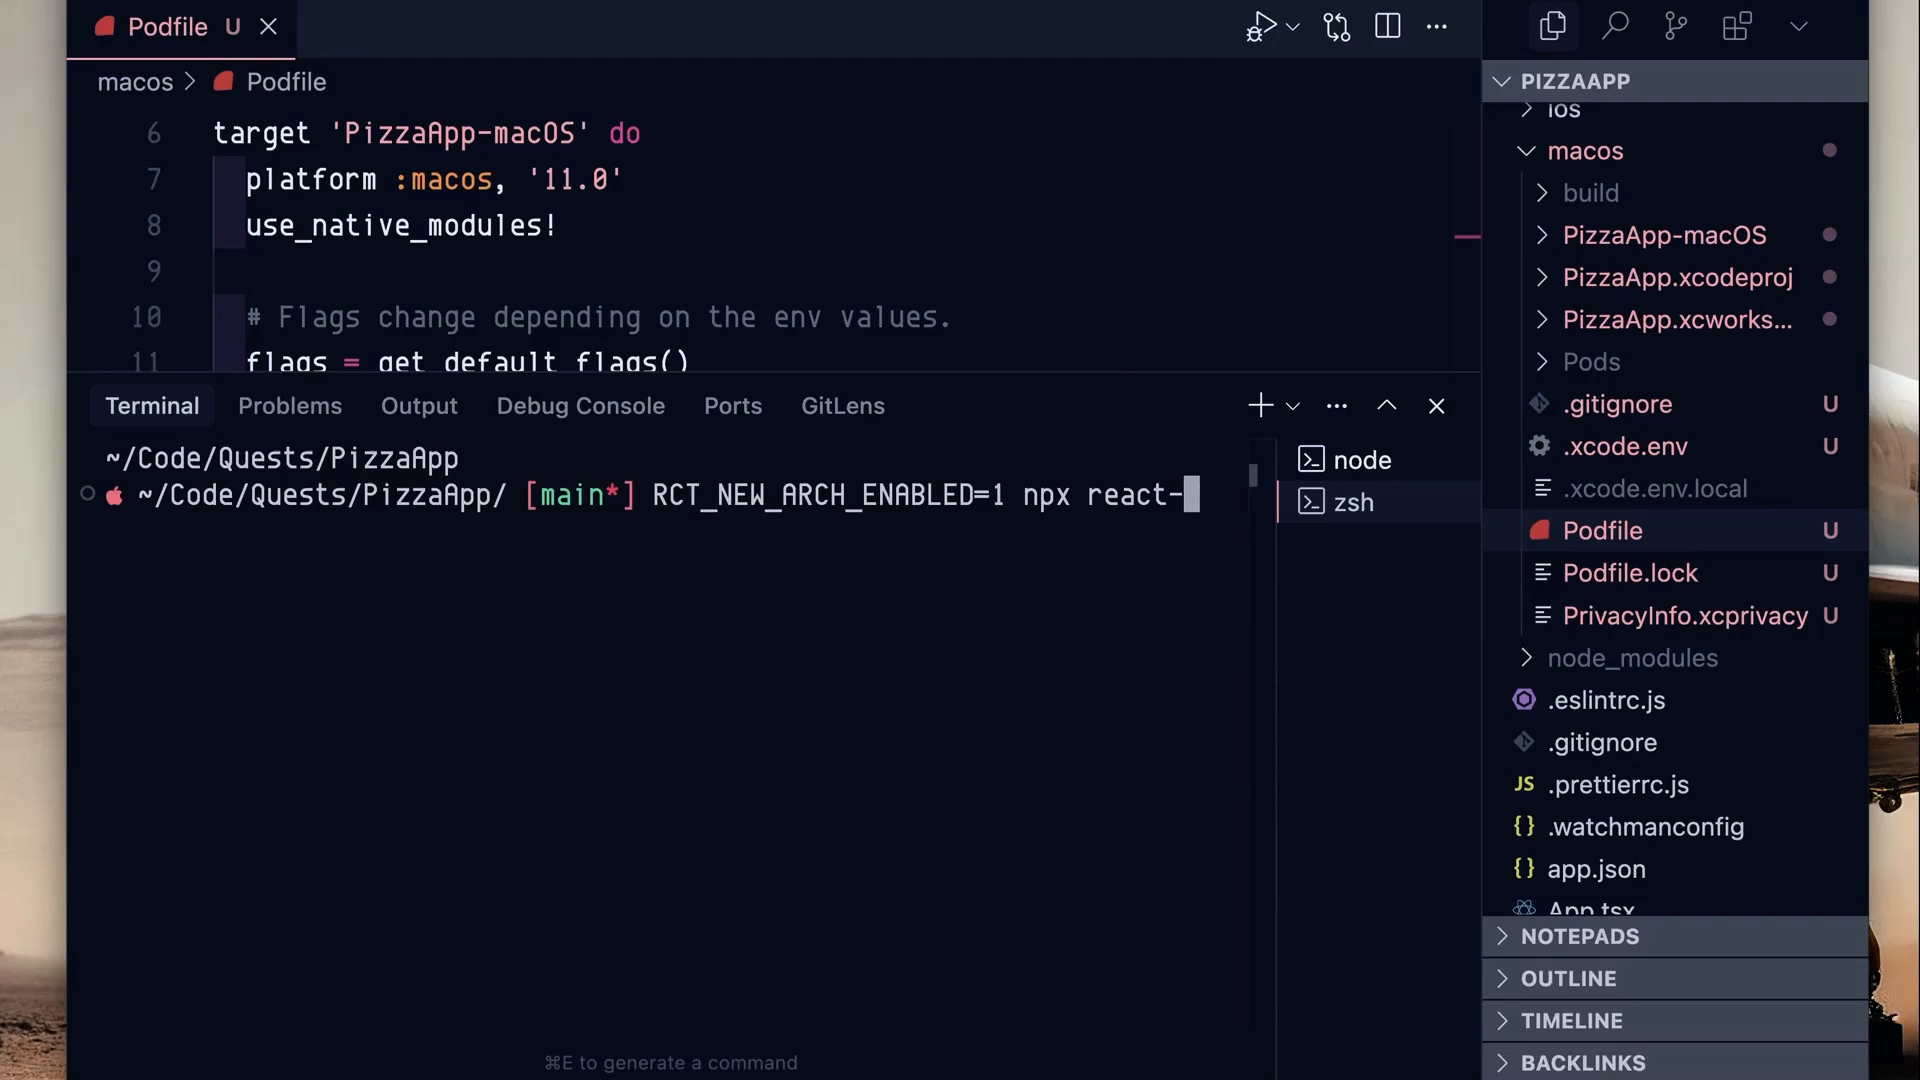 Podfile U
macos > Podfile
6 target 'PizzaApp-macOS' do
7 platform :macos, '11.0'
8 use_native_modules!
9
10 # Flags change depending on the env values.
11 flags = get_default_flags()
Terminal Problems Output Debug Console Ports GitLens
~/Code/Quests/PizzaApp
~/Code/Quests/PizzaApp/ [main*] RCT_NEW_ARCH_ENABLED=1 npx react-
⌘E to generate a command
node
zsh
PIZZAAPP
ios
macos
build
PizzaApp-macOS
PizzaApp.xcodeproj
PizzaApp.xcworks...
Pods
.gitignore U
.xcode.env U
.xcode.env.local
Podfile U
Podfile.lock U
PrivacyInfo.xcprivacy U
node_modules
.eslintrc.js
.gitignore
JS .prettierrc.js
{} .watchmanconfig
{} app.json
App.tsx
NOTEPADS
OUTLINE
TIMELINE
BACKLINKS